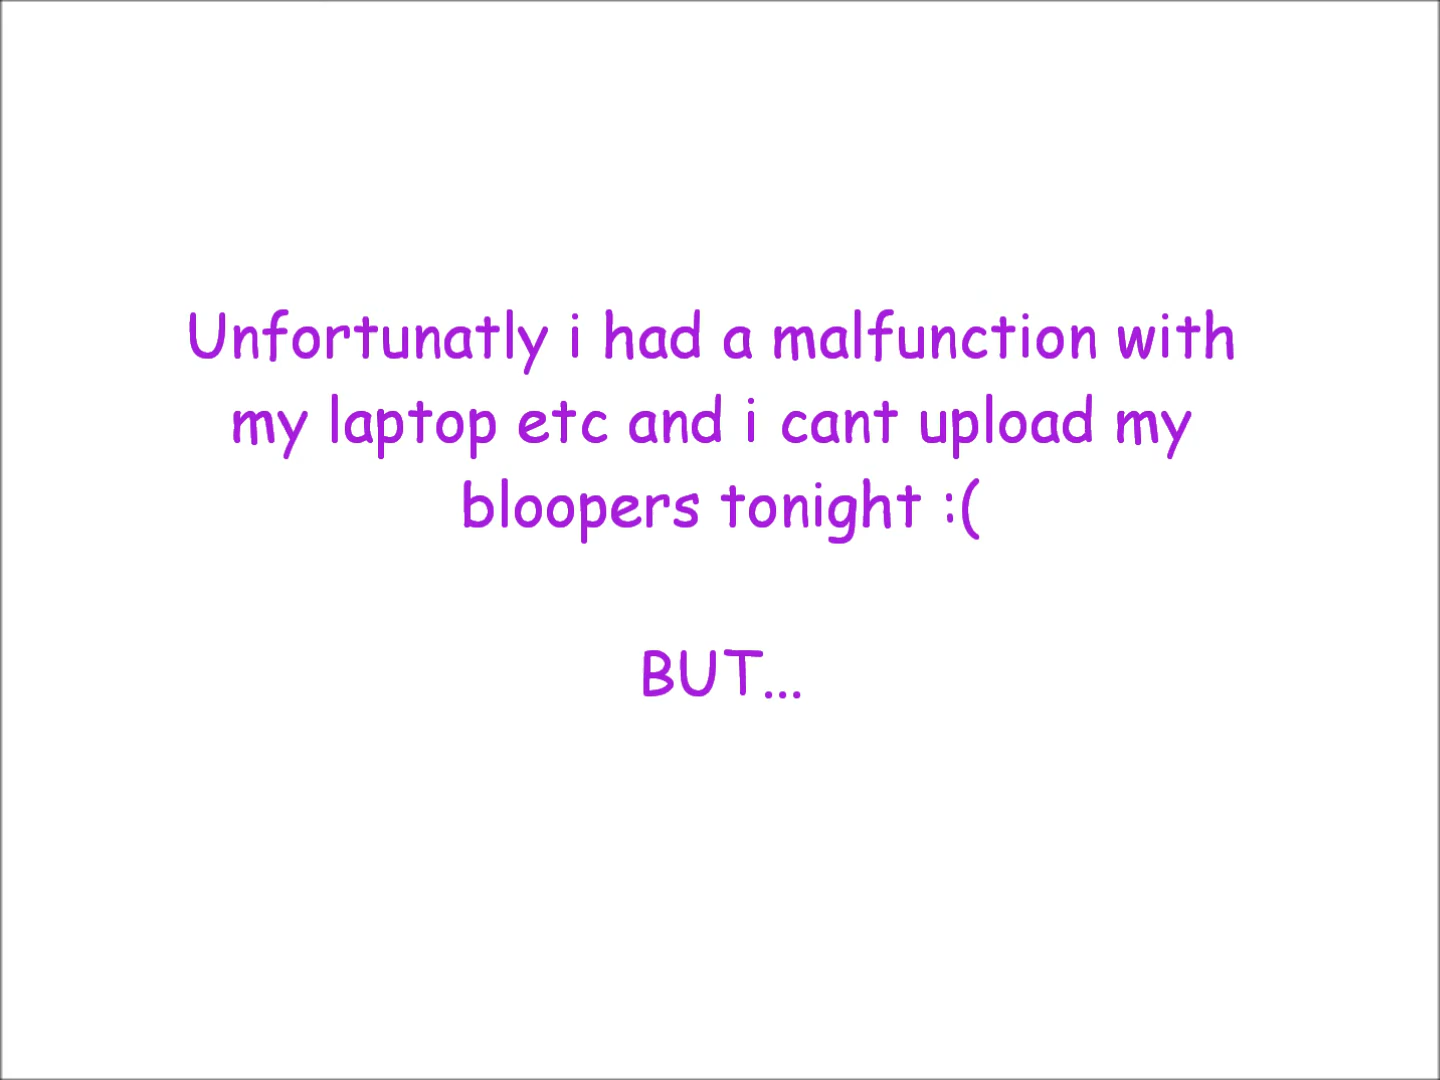 Unfortunatly i had a malfunction with
my laptop etc and i cant upload my
bloopers tonight :(
BUT...